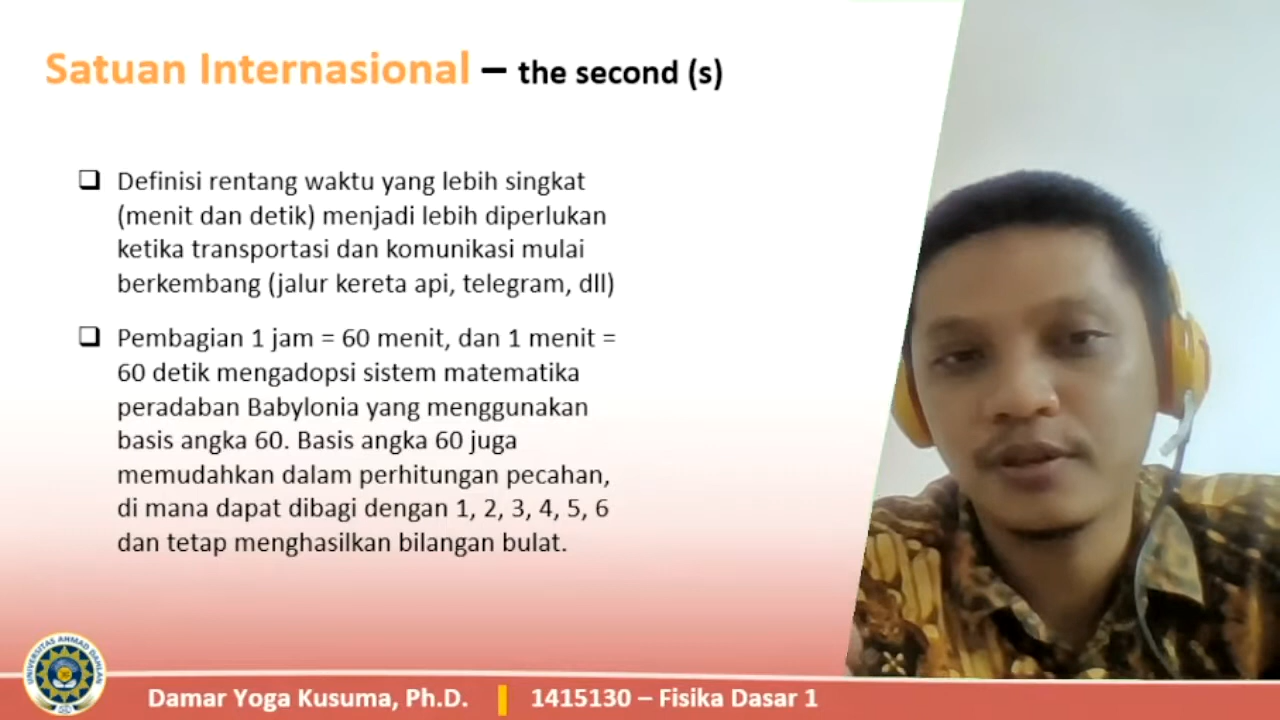 Satuan Internasional – the second (s)
Definisi rentang waktu yang lebih singkat
(menit dan detik) menjadi lebih diperlukan
ketika transportasi dan komunikasi mulai
berkembang (jalur kereta api, telegram, dll)
Pembagian 1 jam = 60 menit, dan 1 menit =
60 detik mengadopsi sistem matematika
peradaban Babylonia yang menggunakan
basis angka 60. Basis angka 60 juga
memudahkan dalam perhitungan pecahan,
di mana dapat dibagi dengan 1, 2, 3, 4, 5, 6
dan tetap menghasilkan bilangan bulat.
UNIVERSITAS AHMAD DAHLAN
Damar Yoga Kusuma, Ph.D. 1415130 – Fisika Dasar 1